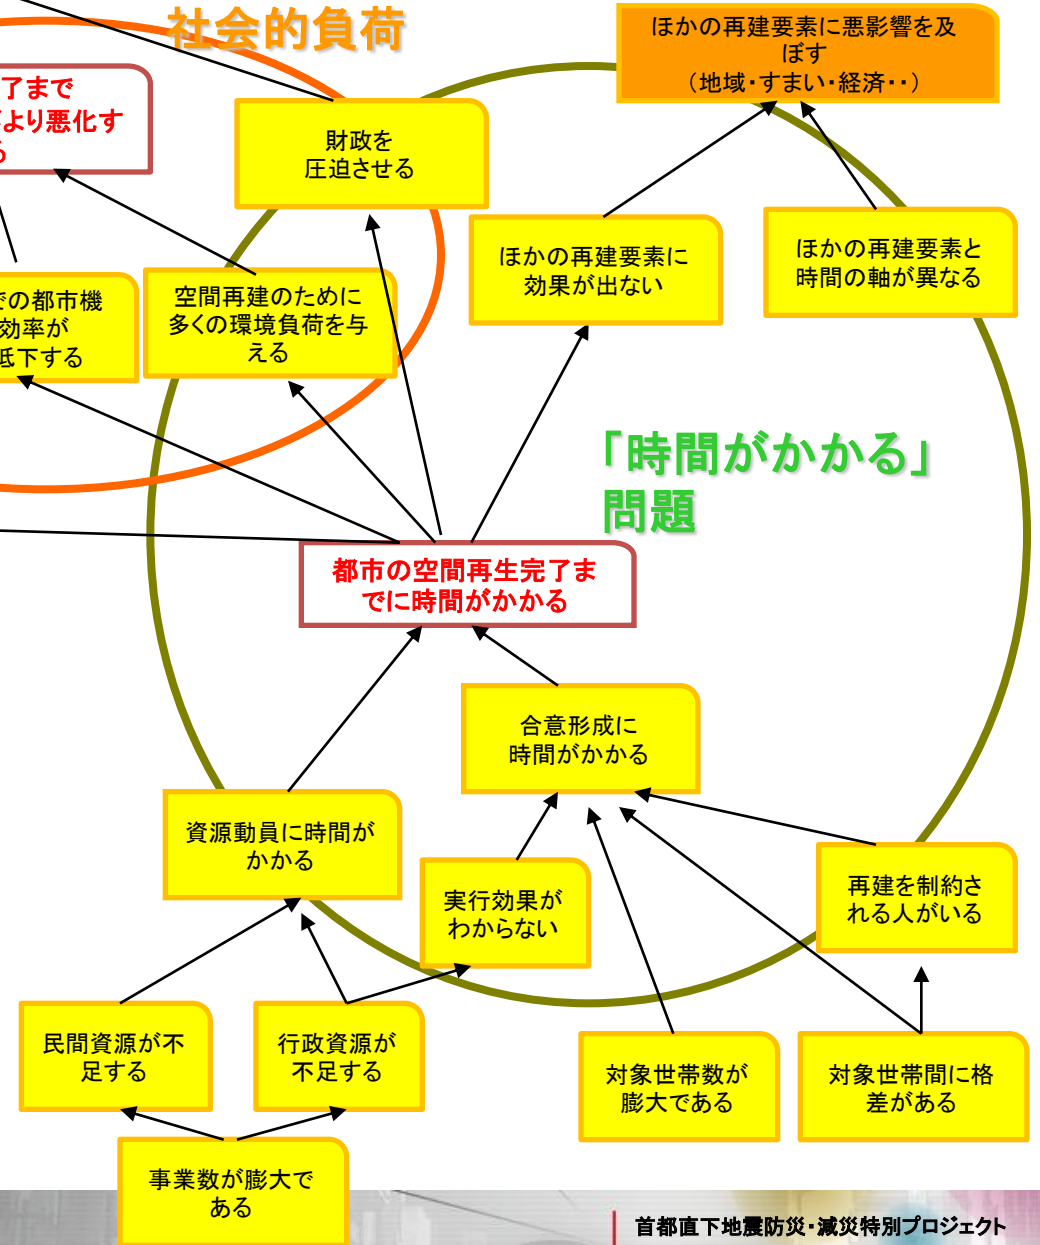 社会的負荷
ほかの再建要素に悪影響を及
ぼす
（地域・すまい・経済・・）
了まで
より悪化す
る
財政を
圧迫させる
ほかの再建要素に
効果が出ない
ほかの再建要素と
時間の軸が異なる
での都市機
効率が
低下する
空間再建のために
多くの環境負荷を与
える
「時間がかかる」
問題
都市の空間再生完了ま
でに時間がかかる
合意形成に
時間がかかる
資源動員に時間が
かかる
実行効果が
わからない
再建を制約さ
れる人がいる
民間資源が不
足する
行政資源が
不足する
対象世帯数が
膨大である
対象世帯間に格
差がある
事業数が膨大で
ある
首都直下地震防災・減災特別プロジェクト